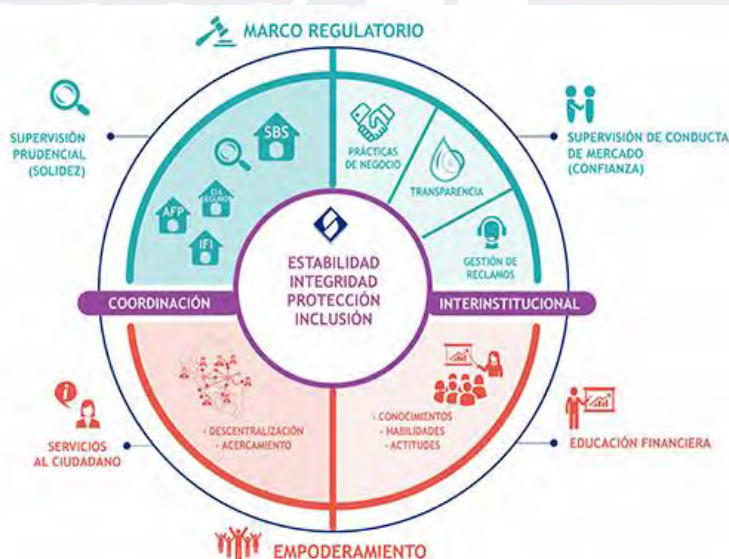 MARCO REGULATORIO
SUPERVISIÓN
PRUDENCIAL
(SOLIDEZ)
SBS
CIA
SEGUROS
AFP
IFI
PRÁCTICAS
DE NEGOCIO
TRANSPARENCIA
GESTIÓN DE
RECLAMOS
SUPERVISIÓN DE CONDUCTA
DE MERCADO
(CONFIANZA)
ESTABILIDAD
INTEGRIDAD
PROTECCIÓN
INCLUSIÓN
COORDINACIÓN
INTERINSTITUCIONAL
SERVICIOS
AL CIUDADANO
- DESCENTRALIZACIÓN
- ACERCAMIENTO
- CONOCIMIENTOS
- HABILIDADES
- ACTITUDES
EDUCACIÓN FINANCIERA
EMPODERAMIENTO